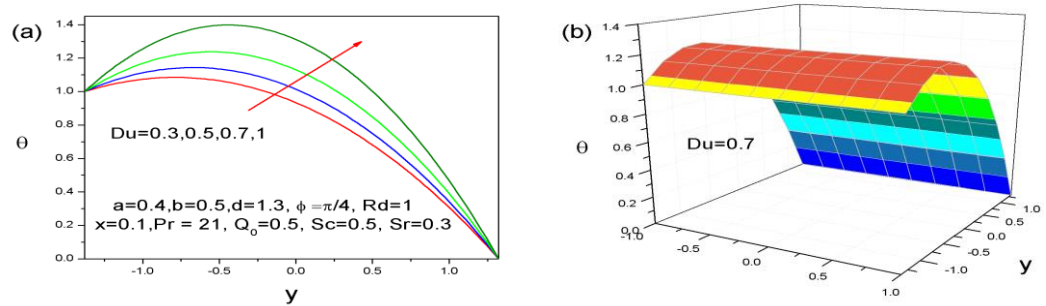 (a)
1.4
1.2
1.0
0.8
0.6
0.4
0.2
0.0
Θ
Du=0.3,0.5,0.7,1
a=0.4,b=0.5,d=1.3, ϕ =π/4, Rd=1
x=0.1,Pr = 21, Q₀=0.5, Sc=0.5, Sr=0.3
-1.0 -0.5 0.0 0.5 1.0
y
(b)
1.4
1.2
1.0
0.8
0.6
0.4
0.2
0.0
Θ
Du=0.7
-1.0
-0.5
0.0
0.5
1.0
-1.0
-0.5
0.0
0.5
1.0
y